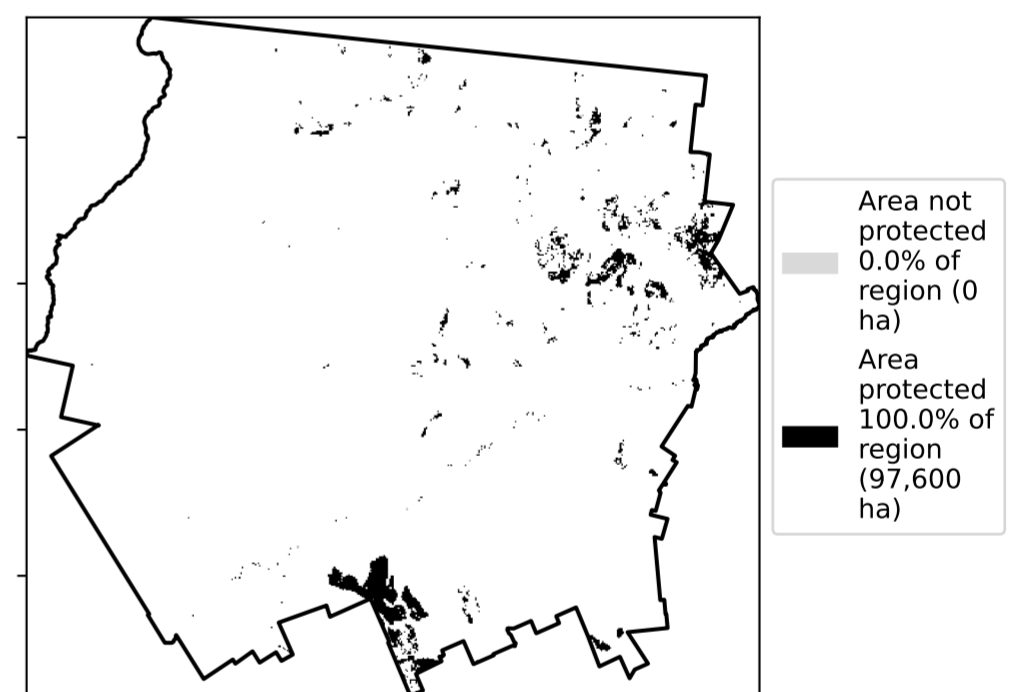 Area not
protected
0.0% of
region (0
ha)
Area
protected
100.0% of
region
(97,600
ha)